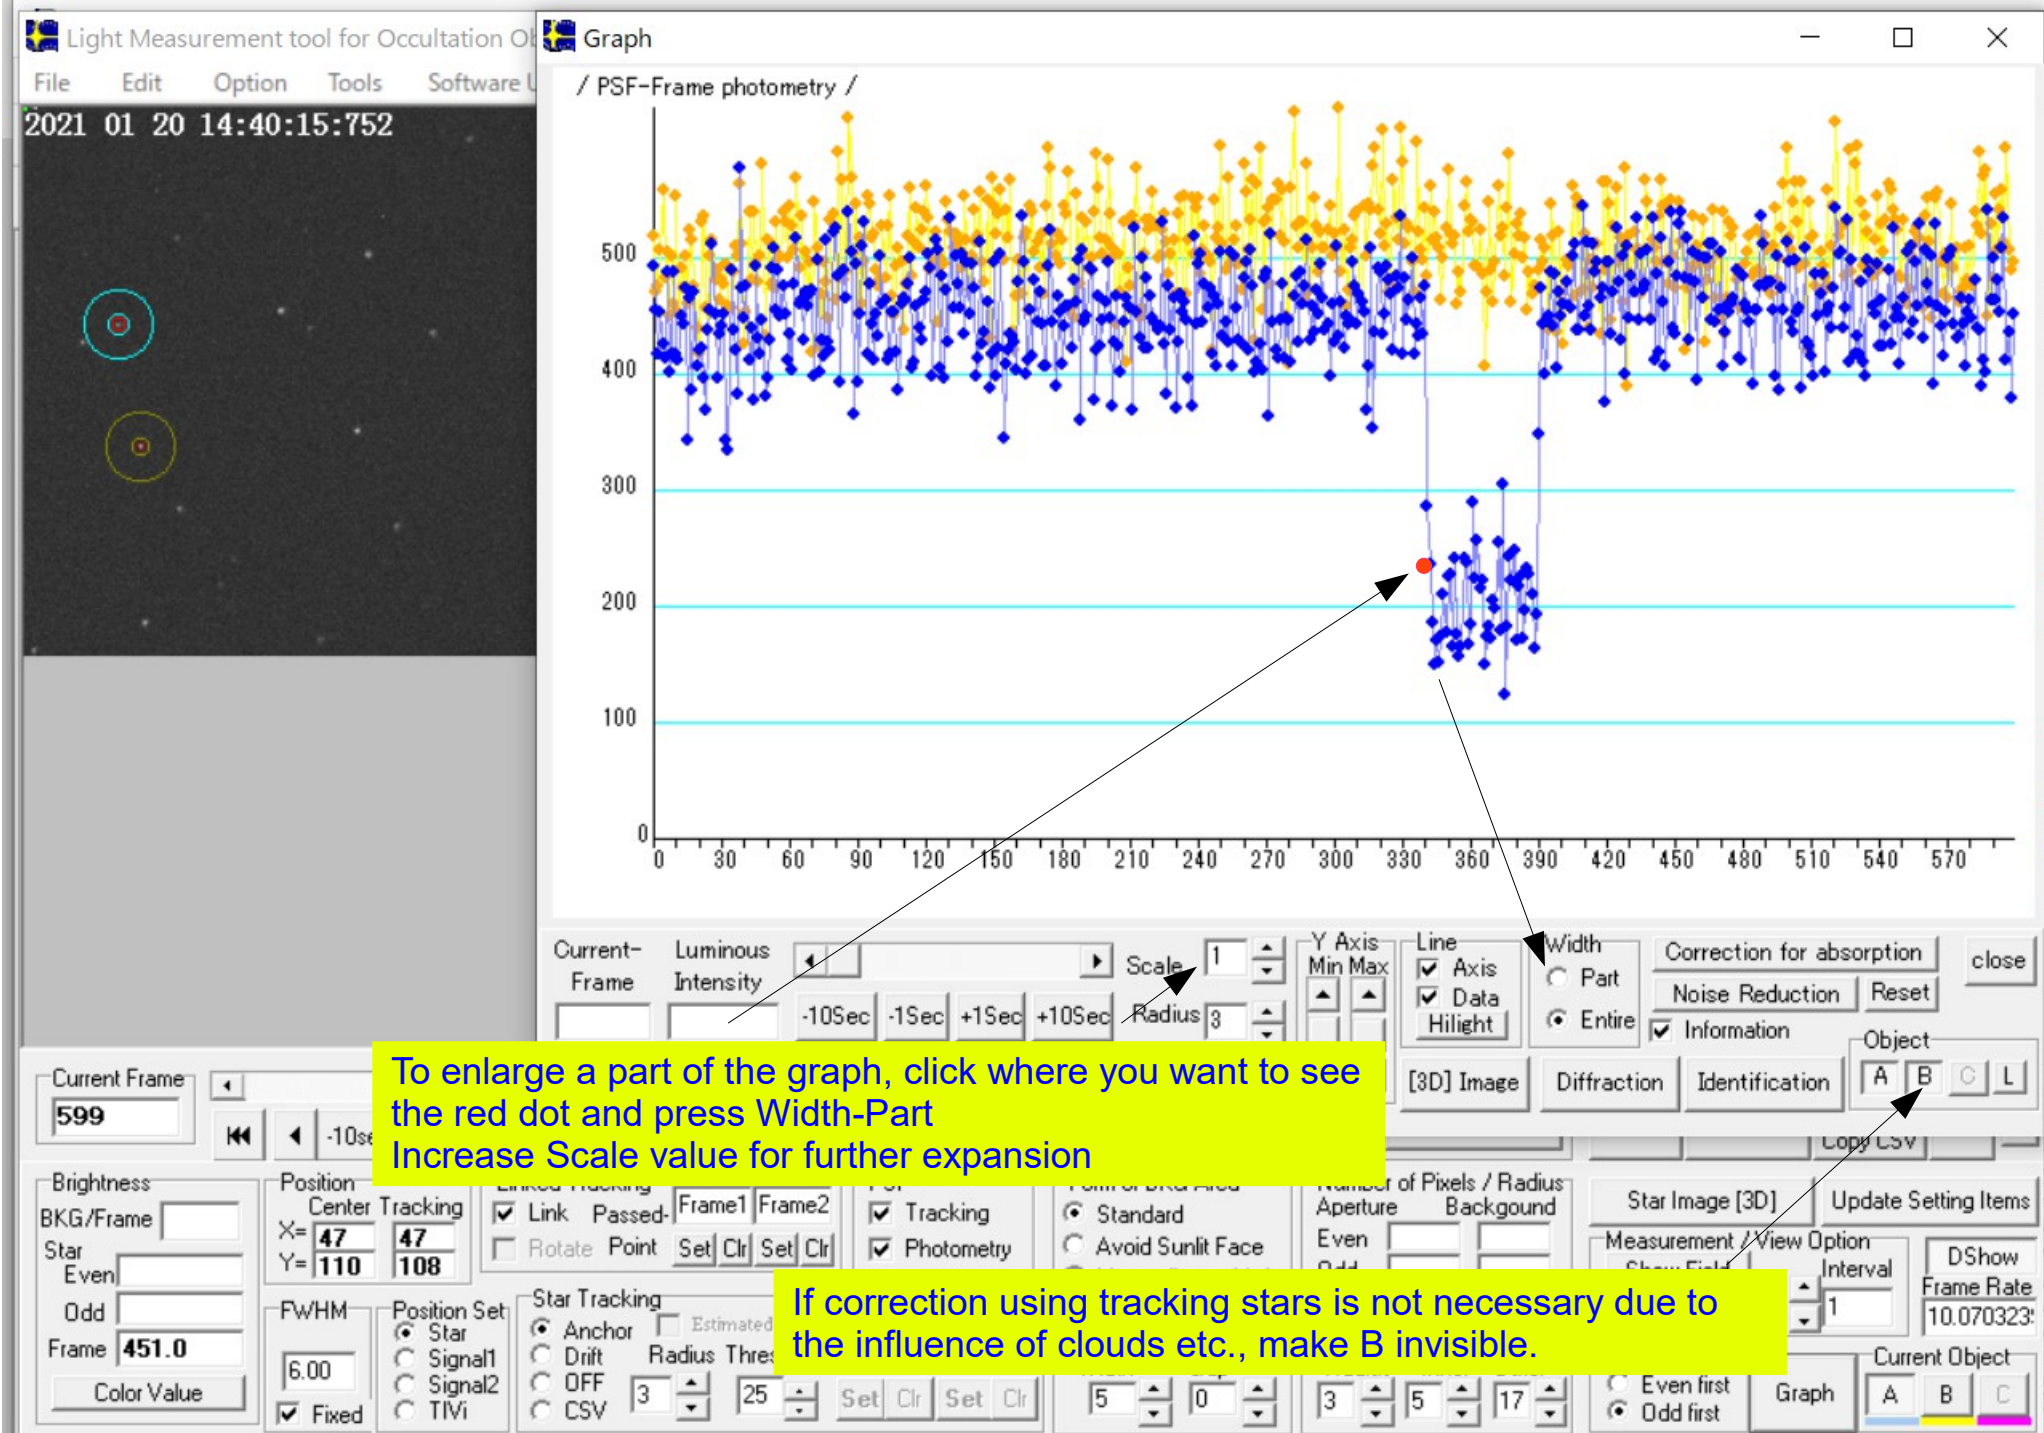 Light Measurement tool for Occultation O
Graph
File Edit Option Tools Software
2021 01 20 14:40:15:752
/ PSF-Frame photometry /
500
400
300
200
100
0
0 30 60 90 120 150 180 210 240 270 300 330 360 390 420 450 480 510 540 570
Current-
Frame
Luminous
Intensity
Scale 1
-10Sec -1Sec +1Sec +10Sec
Radius 3
Y Axis
Min Max
Line
Axis
Data
Hilight
Width
Part
Entire
Correction for absorption
close
Noise Reduction Reset
Information
Object
A B C L
[3D] Image Diffraction Identification
To enlarge a part of the graph, click where you want to see
the red dot and press Width-Part
Increase Scale value for further expansion
Current Frame
599
-10se
Copy CSV
Brightness
BKG/Frame
Star
Even
Odd
Frame 451.0
Color Value
Position
Center Tracking
X= 47 47
Y= 110 108
FWHM
6.00
Fixed
Position Set
Star
Signal1
Signal2
TIVi
Link Passed- Frame1 Frame2
Rotate Point Set Clr Set Clr
Star Tracking
Anchor Estimated
Drift Radius Thres
OFF 3 25 Set Clr Set Clr
CSV
Tracking
Photometry
Standard
Avoid Sunlit Face
of Pixels / Radius
Aperture Backgound
Even
Odd
Star Image [3D] Update Setting Items
Measurement / View Option
Show Field Interval
1
DShow
Frame Rate
10.070323
If correction using tracking stars is not necessary due to
the influence of clouds etc., make B invisible.
5 0 3 5 17
Even first
Odd first
Graph
Current Object
A B C